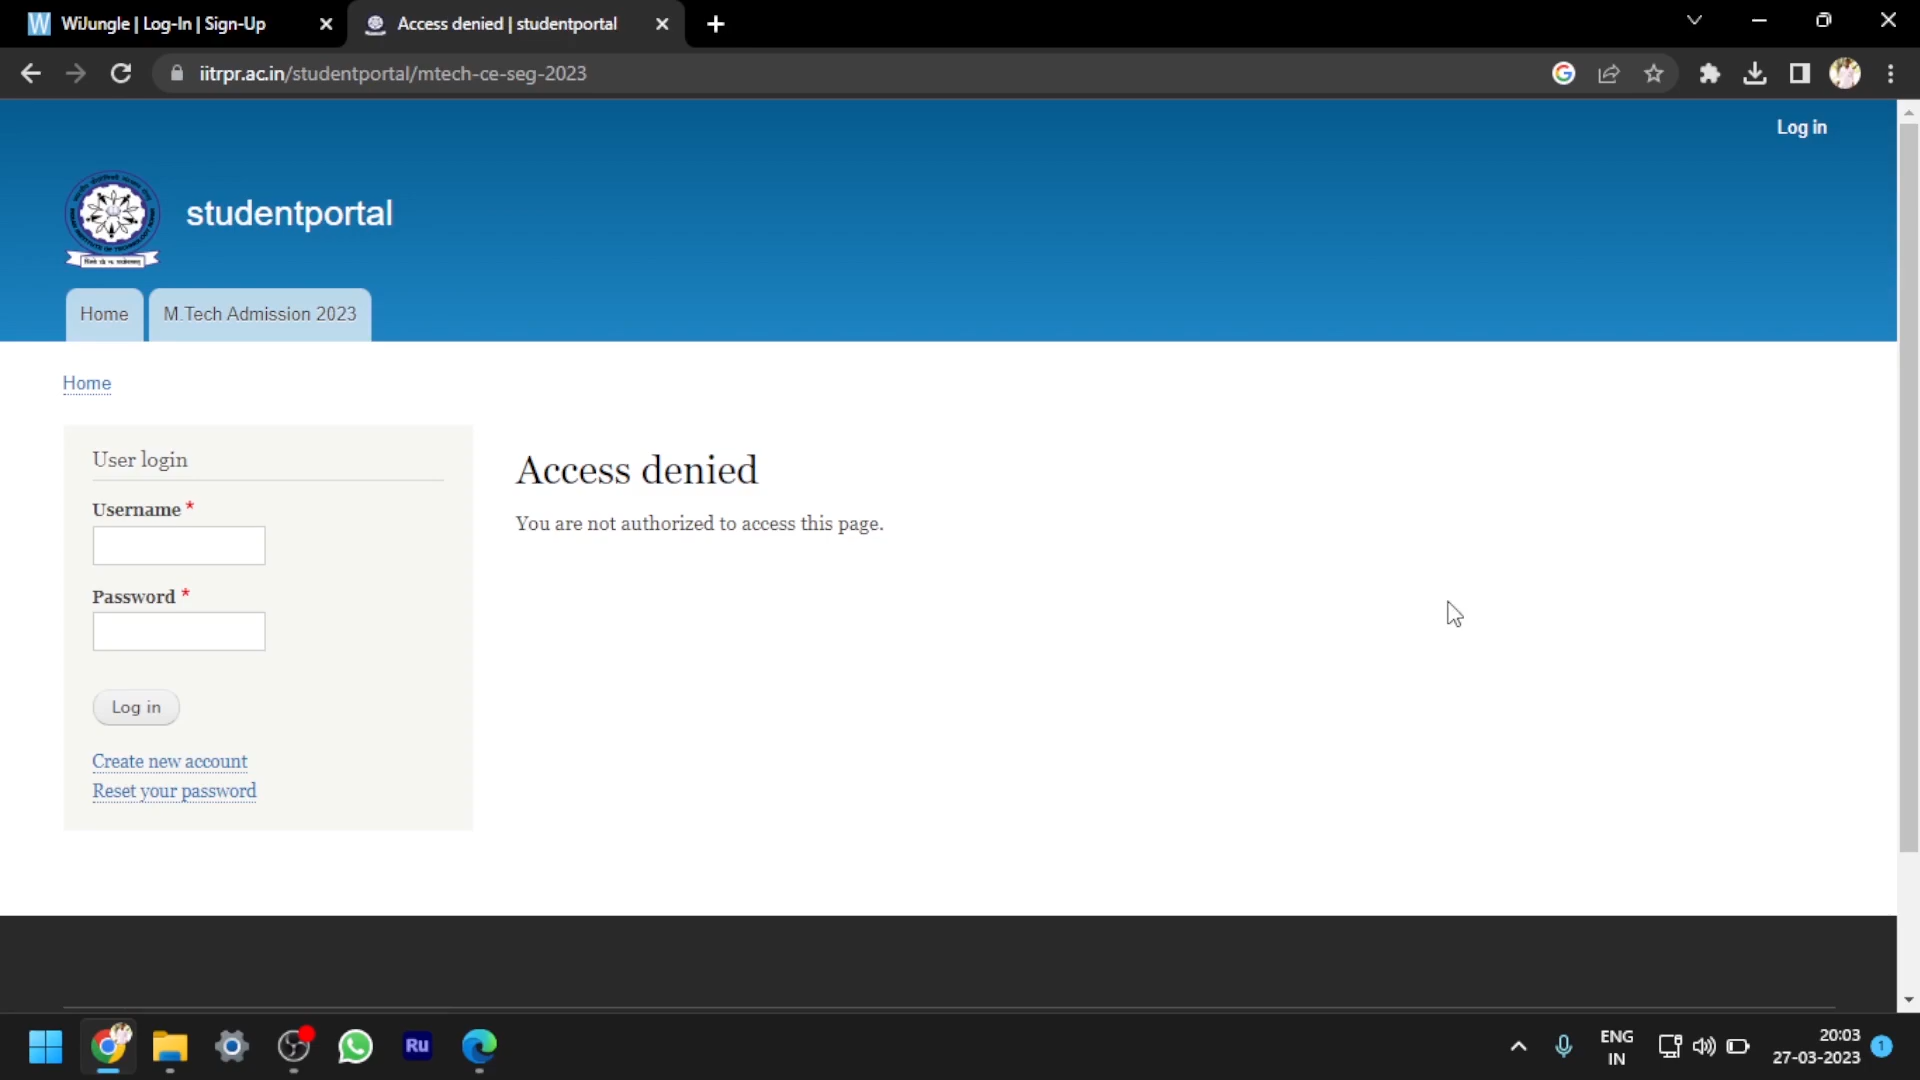 WiJungle | Log-In | Sign-Up
Access denied | studentportal
iitrpr.ac.in/studentportal/mtech-ce-seg-2023
Log in
studentportal
Home
M.Tech Admission 2023
Home
User login
Username *
Password *
Log in
Create new account
Reset your password
Access denied
You are not authorized to access this page.
Ru
ENG
IN
20:03
27-03-2023
1